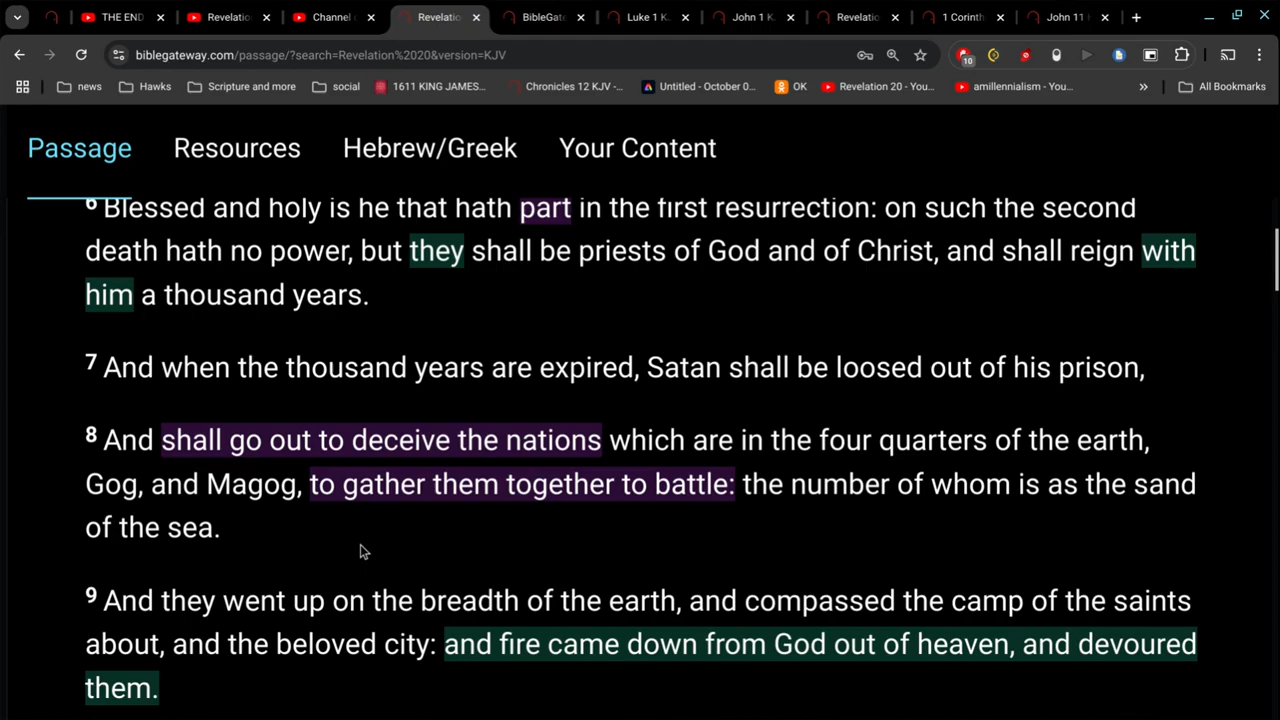 THE END
Revelatio
Channel
Revelatio
BibleGat
Luke 1 K
John 1 K
Revelatio
1 Corinth
John 11
biblegateway.com/passage/?search=Revelation%2020&version=KJV
10
news
Hawks
Scripture and more
social
1611 KING JAMES...
Chronicles 12 KJV -...
Untitled - October 0...
OK
Revelation 20 - You...
amillennialism - You...
»
All Bookmarks
Passage
Resources
Hebrew/Greek
Your Content
6 Blessed and holy is he that hath part in the first resurrection: on such the second
death hath no power, but they shall be priests of God and of Christ, and shall reign with
him a thousand years.
7 And when the thousand years are expired, Satan shall be loosed out of his prison,
8 And shall go out to deceive the nations which are in the four quarters of the earth,
Gog, and Magog, to gather them together to battle: the number of whom is as the sand
of the sea.
9 And they went up on the breadth of the earth, and compassed the camp of the saints
about, and the beloved city: and fire came down from God out of heaven, and devoured
them.